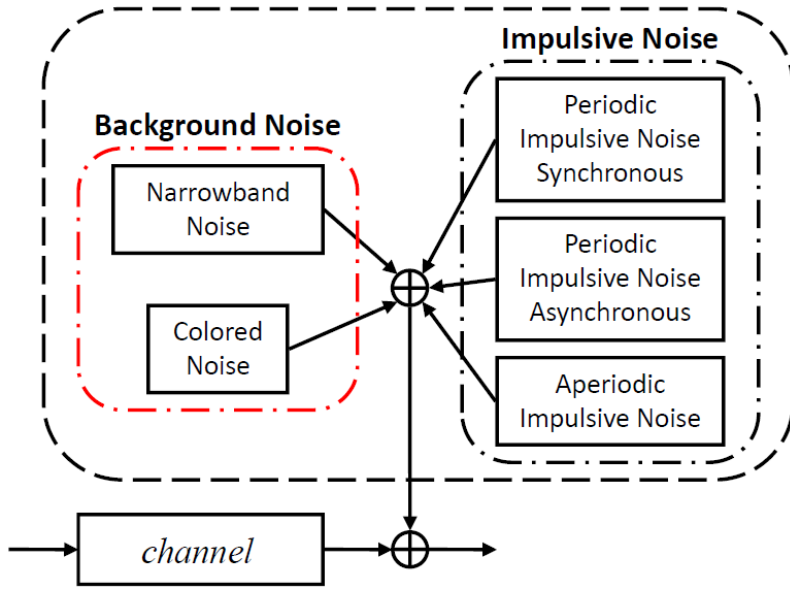 Impulsive Noise
Background Noise
Periodic
Impulsive Noise
Synchronous
Narrowband
Noise
Periodic
Impulsive Noise
Asynchronous
Colored
Noise
Aperiodic
Impulsive Noise
channel